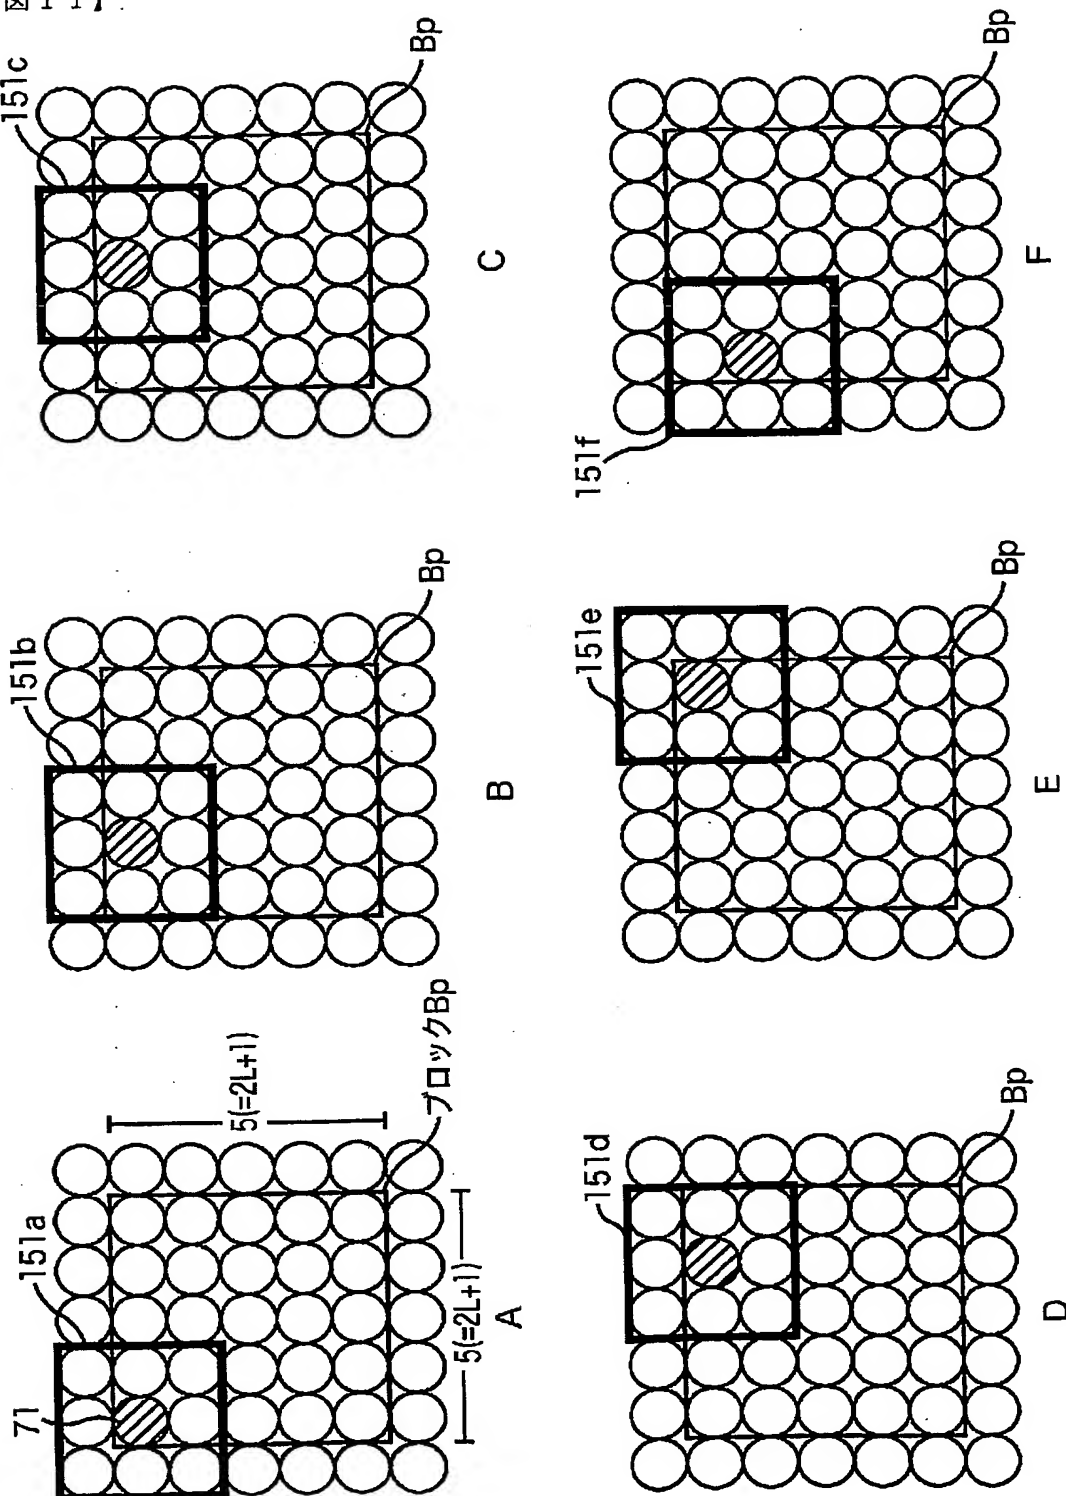 図11】
151a
71
5(=2L+1)
ブロックBp
5(=2L+1)
A
151b
Bp
B
151c
Bp
C
151d
Bp
D
151e
Bp
E
151f
Bp
F